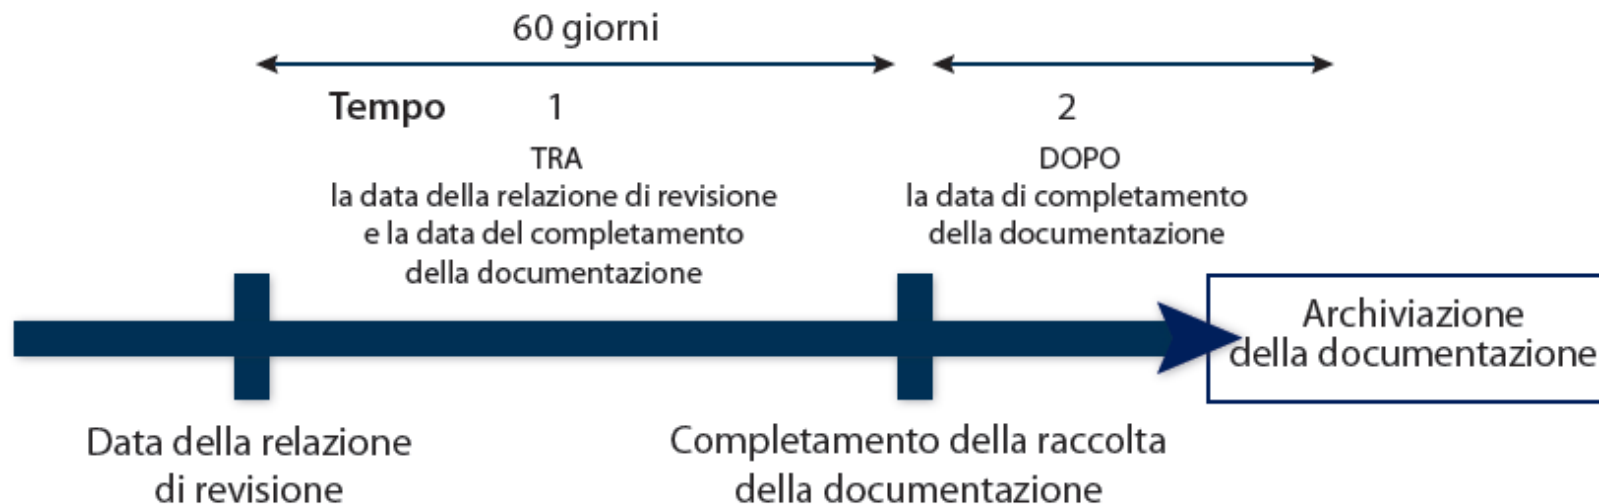 60 giorni
Tempo 1
TRA
la data della relazione di revisione
e la data del completamento
della documentazione
2
DOPO
la data di completamento
della documentazione
Archiviazione
della documentazione
Data della relazione
di revisione
Completamento della raccolta
della documentazione